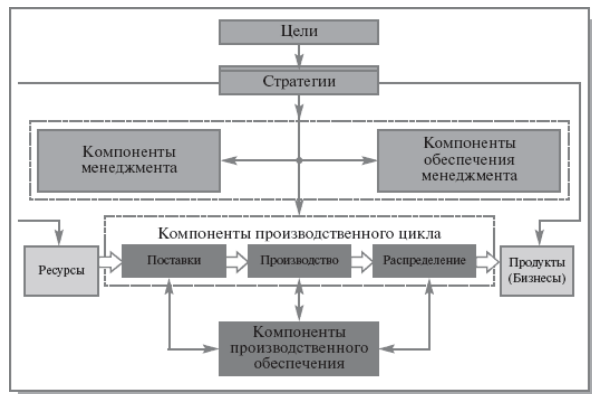 Цели
Стратегии
Компоненты
менеджмента
Компоненты
обеспечения
менеджмента
Компоненты производственного цикла
Ресурсы
Поставки
Производство
Распределение
Продукты
(Бизнесы)
Компоненты
производственного
обеспечения